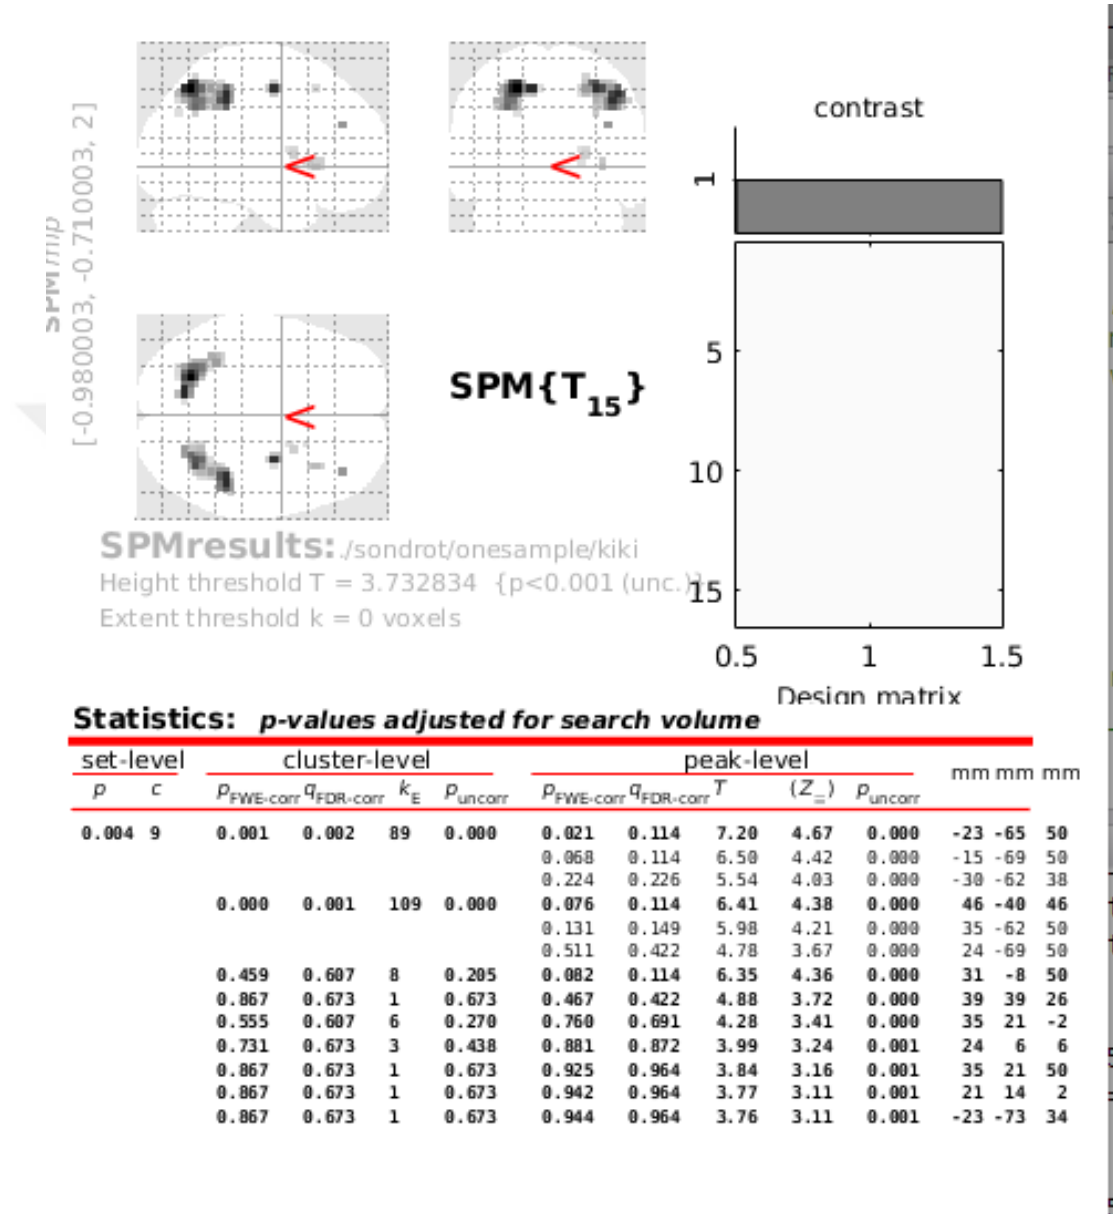 contrast
1
SPMmip
[-0.980003, -0.710003, 2]
<
<
<
SPM{T15}
5
10
15
0.5 1 1.5
Design matrix
SPMresults: ./sondrot/onesample/kiki
Height threshold T = 3.732834 {p<0.001 (unc.)}
Extent threshold k = 0 voxels
Statistics: p-values adjusted for search volume
set-level cluster-level peak-level mm mm mm
p c pFWE-corr qFDR-corr kE puncorr pFWE-corr qFDR-corr T (Z≡) puncorr
0.004 9 0.001 0.002 89 0.000 0.021 0.114 7.20 4.67 0.000 -23 -65 50
0.068 0.114 6.50 4.42 0.000 -15 -69 50
0.224 0.226 5.54 4.03 0.000 -30 -62 38
0.000 0.001 109 0.000 0.076 0.114 6.41 4.38 0.000 46 -40 46
0.131 0.149 5.98 4.21 0.000 35 -62 50
0.511 0.422 4.78 3.67 0.000 24 -69 50
0.459 0.607 8 0.205 0.082 0.114 6.35 4.36 0.000 31 -8 50
0.867 0.673 1 0.673 0.467 0.422 4.88 3.72 0.000 39 39 26
0.555 0.607 6 0.270 0.760 0.691 4.28 3.41 0.000 35 21 -2
0.731 0.673 3 0.438 0.881 0.872 3.99 3.24 0.001 24 6 6
0.867 0.673 1 0.673 0.925 0.964 3.84 3.16 0.001 35 21 50
0.867 0.673 1 0.673 0.942 0.964 3.77 3.11 0.001 21 14 2
0.867 0.673 1 0.673 0.944 0.964 3.76 3.11 0.001 -23 -73 34